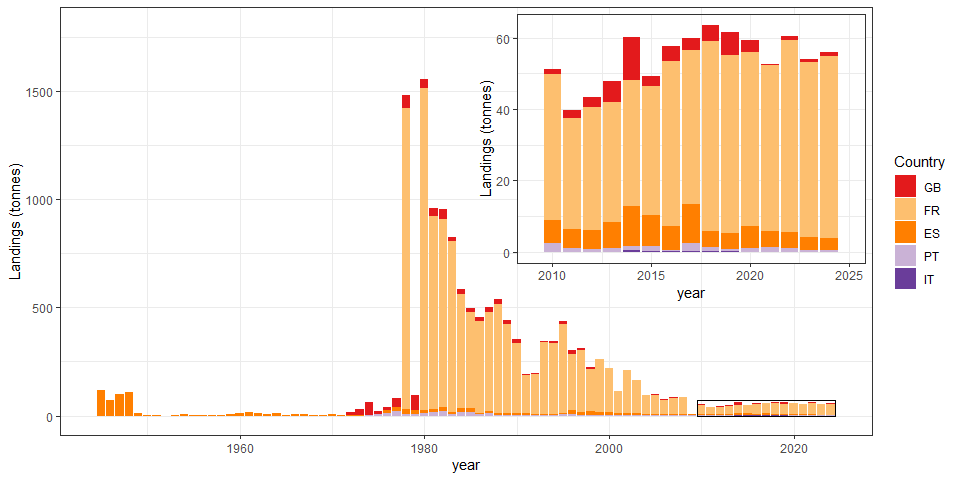 Landings (tonnes)
1500
1000
500
0
1960
1980
2000
2020
year
Landings (tonnes)
60
40
20
0
2010
2015
2020
2025
year
Country
GB
FR
ES
PT
IT